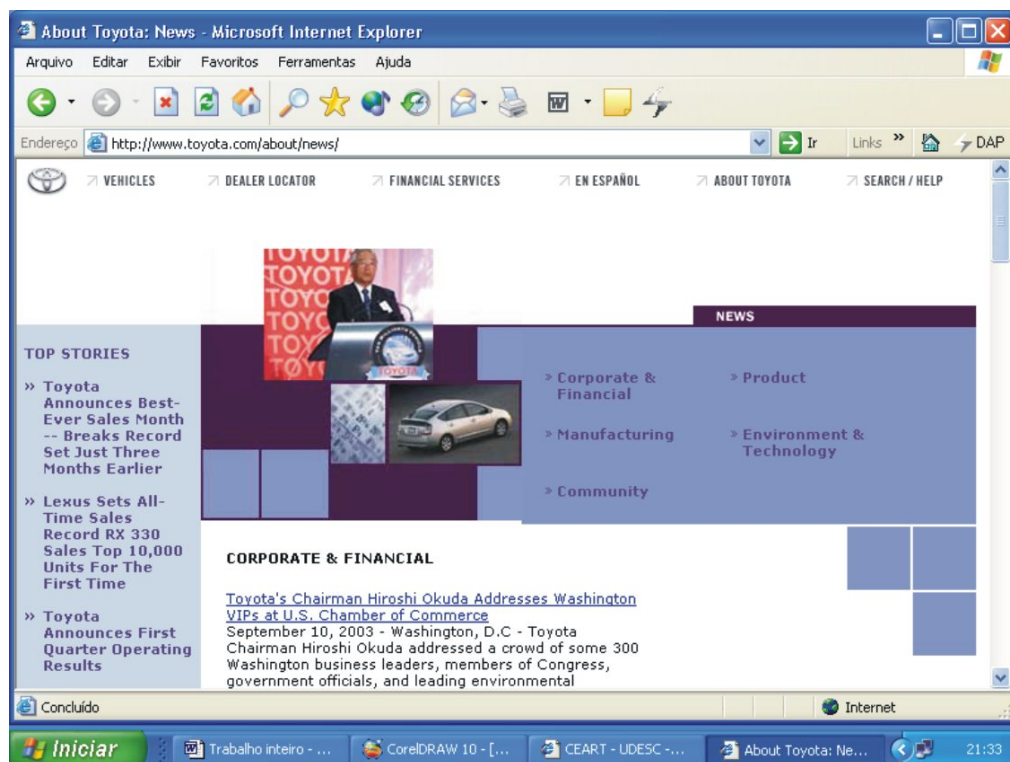 About Toyota: News - Microsoft Internet Explorer
Arquivo Editar Exibir Favoritos Ferramentas Ajuda
Endereço http://www.toyota.com/about/news/ Ir Links » DAP
VEHICLES DEALER LOCATOR FINANCIAL SERVICES EN ESPAÑOL ABOUT TOYOTA SEARCH / HELP
TOYOTA
TOYOTA
NEWS
TOP STORIES
» Toyota
Announces Best-
Ever Sales Month
-- Breaks Record
Set Just Three
Months Earlier
» Lexus Sets All-
Time Sales
Record RX 330
Sales Top 10,000
Units For The
First Time
» Toyota
Announces First
Quarter Operating
Results
» Corporate &
Financial
» Product
» Manufacturing
» Environment &
Technology
» Community
CORPORATE & FINANCIAL
Toyota's Chairman Hiroshi Okuda Addresses Washington
VIPs at U.S. Chamber of Commerce
September 10, 2003 - Washington, D.C - Toyota
Chairman Hiroshi Okuda addressed a crowd of some 300
Washington business leaders, members of Congress,
government officials, and leading environmental
Concluído Internet
Iniciar Trabalho inteiro - ... CorelDRAW 10 - [... CEART - UDESC -... About Toyota: Ne... 21:33